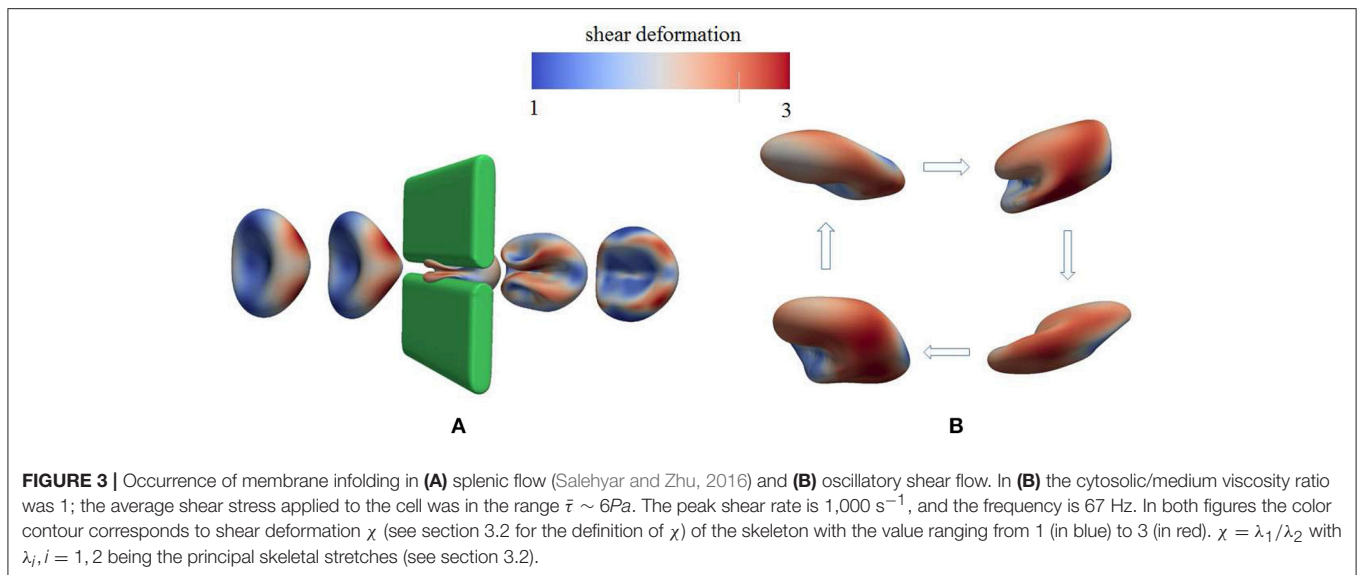 shear deformation
1 3
A B
FIGURE 3 | Occurrence of membrane infolding in (A) splenic flow (Salehyar and Zhu, 2016) and (B) oscillatory shear flow. In (B) the cytosolic/medium viscosity ratio
was 1; the average shear stress applied to the cell was in the range τ̄ ∼ 6Pa. The peak shear rate is 1,000 s⁻¹, and the frequency is 67 Hz. In both figures the color
contour corresponds to shear deformation χ (see section 3.2 for the definition of χ) of the skeleton with the value ranging from 1 (in blue) to 3 (in red). χ = λ₁/λ₂ with
λᵢ, i = 1, 2 being the principal skeletal stretches (see section 3.2).